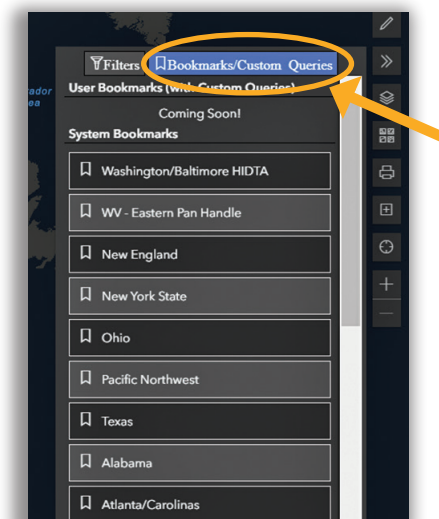 Filters Bookmarks/Custom Queries
User Bookmarks (with Custom Queries)
Coming Soon!
System Bookmarks
Washington/Baltimore HIDTA
WV - Eastern Pan Handle
New England
New York State
Ohio
Pacific Northwest
Texas
Alabama
Atlanta/Carolinas